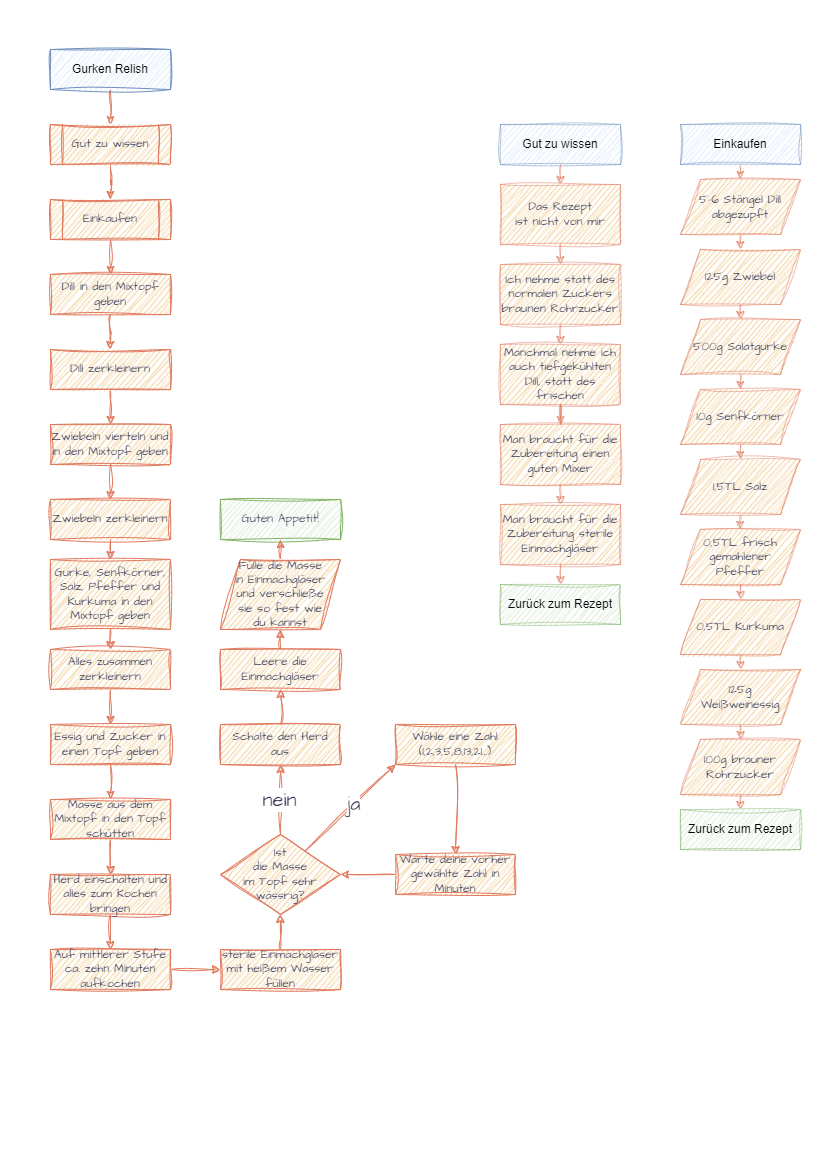 Gurken Relish
Gut zu wissen
Einkaufen
Dill in den Mixtopf
geben
Dill zerkleinern
Zwiebeln vierteln und
in den Mixtopf geben
Zwiebeln zerkleinern
Gurke, Senfkörner,
Salz, Pfeffer und
Kurkuma in den
Mixtopf geben
Alles zusammen
zerkleinern
Essig und Zucker in
einen Topf geben
Masse aus dem
Mixtopf in den Topf
schütten
Herd einschalten und
alles zum Kochen
bringen
Auf mittlerer Stufe
ca. zehn Minuten
aufkochen
sterile Einmachgläser
mit heißem Wasser
füllen
Ist
die Masse
im Topf sehr
wässrig?
ja
Wähle eine Zahl
(1,2,3,5,8,13,21,...)
Warte deine vorher
gewählte Zahl in
Minuten
nein
Schalte den Herd
aus
Leere die
Einmachgläser
Fülle die Masse
in Einmachgläser
und verschließe
sie so fest wie
du kannst
Guten Appetit!
Gut zu wissen
Das Rezept
ist nicht von mir
Ich nehme statt des
normalen Zuckers
braunen Rohrzucker
Manchmal nehme ich
auch tiefgekühlten
Dill, statt des
frischen
Man braucht für die
Zubereitung einen
guten Mixer
Man braucht für die
Zubereitung sterile
Einmachgläser
Zurück zum Rezept
Einkaufen
5-6 Stängel Dill
abgezupft
125g Zwiebel
500g Salatgurke
10g Senfkörner
1,5TL Salz
0,5TL frisch
gemahlener
Pfeffer
0,5TL Kurkuma
125g
Weißweinessig
100g brauner
Rohrzucker
Zurück zum Rezept